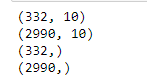 (332, 10)
(2990, 10)
(332,)
(2990,)